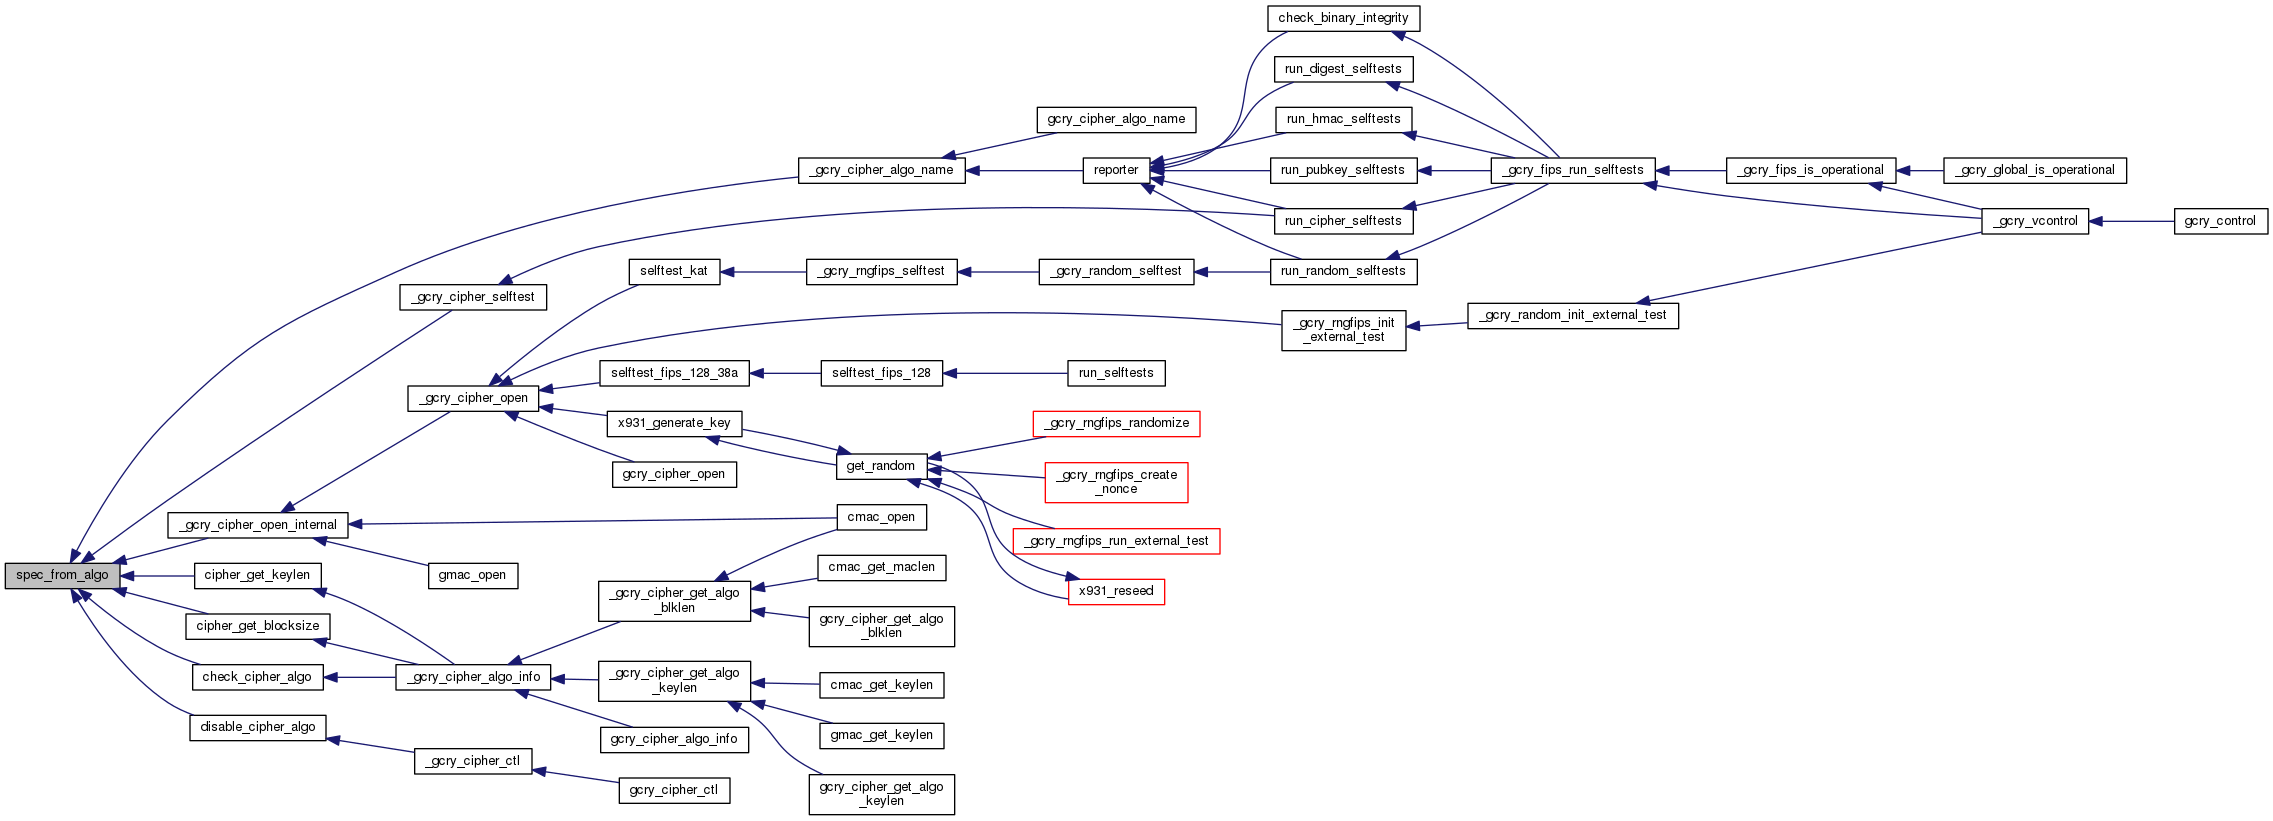 check_binary_integrity
run_digest_selftests
gcry_cipher_algo_name
run_hmac_selftests
_gcry_cipher_algo_name
reporter
run_pubkey_selftests
_gcry_fips_run_selftests
_gcry_fips_is_operational
_gcry_global_is_operational
run_cipher_selftests
_gcry_vcontrol
gcry_control
selftest_kat
_gcry_rngfips_selftest
_gcry_random_selftest
run_random_selftests
_gcry_cipher_selftest
_gcry_rngfips_init
_external_test
_gcry_random_init_external_test
selftest_fips_128_38a
selftest_fips_128
run_selftests
_gcry_cipher_open
x931_generate_key
_gcry_rngfips_randomize
gcry_cipher_open
get_random
_gcry_rngfips_create
_nonce
_gcry_cipher_open_internal
cmac_open
_gcry_rngfips_run_external_test
spec_from_algo
cipher_get_keylen
gmac_open
cmac_get_maclen
_gcry_cipher_get_algo
_blklen
x931_reseed
cipher_get_blocksize
gcry_cipher_get_algo
_blklen
check_cipher_algo
_gcry_cipher_algo_info
_gcry_cipher_get_algo
_keylen
cmac_get_keylen
disable_cipher_algo
gcry_cipher_algo_info
gmac_get_keylen
_gcry_cipher_ctl
gcry_cipher_ctl
gcry_cipher_get_algo
_keylen